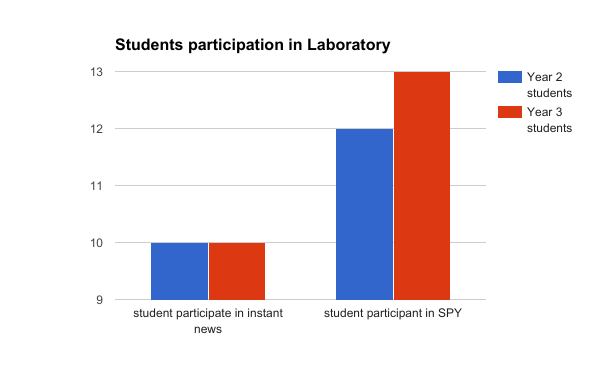 Students participation in Laboratory
13
12
11
10
9
student participate in instant
news
student participant in SPY
Year 2
students
Year 3
students